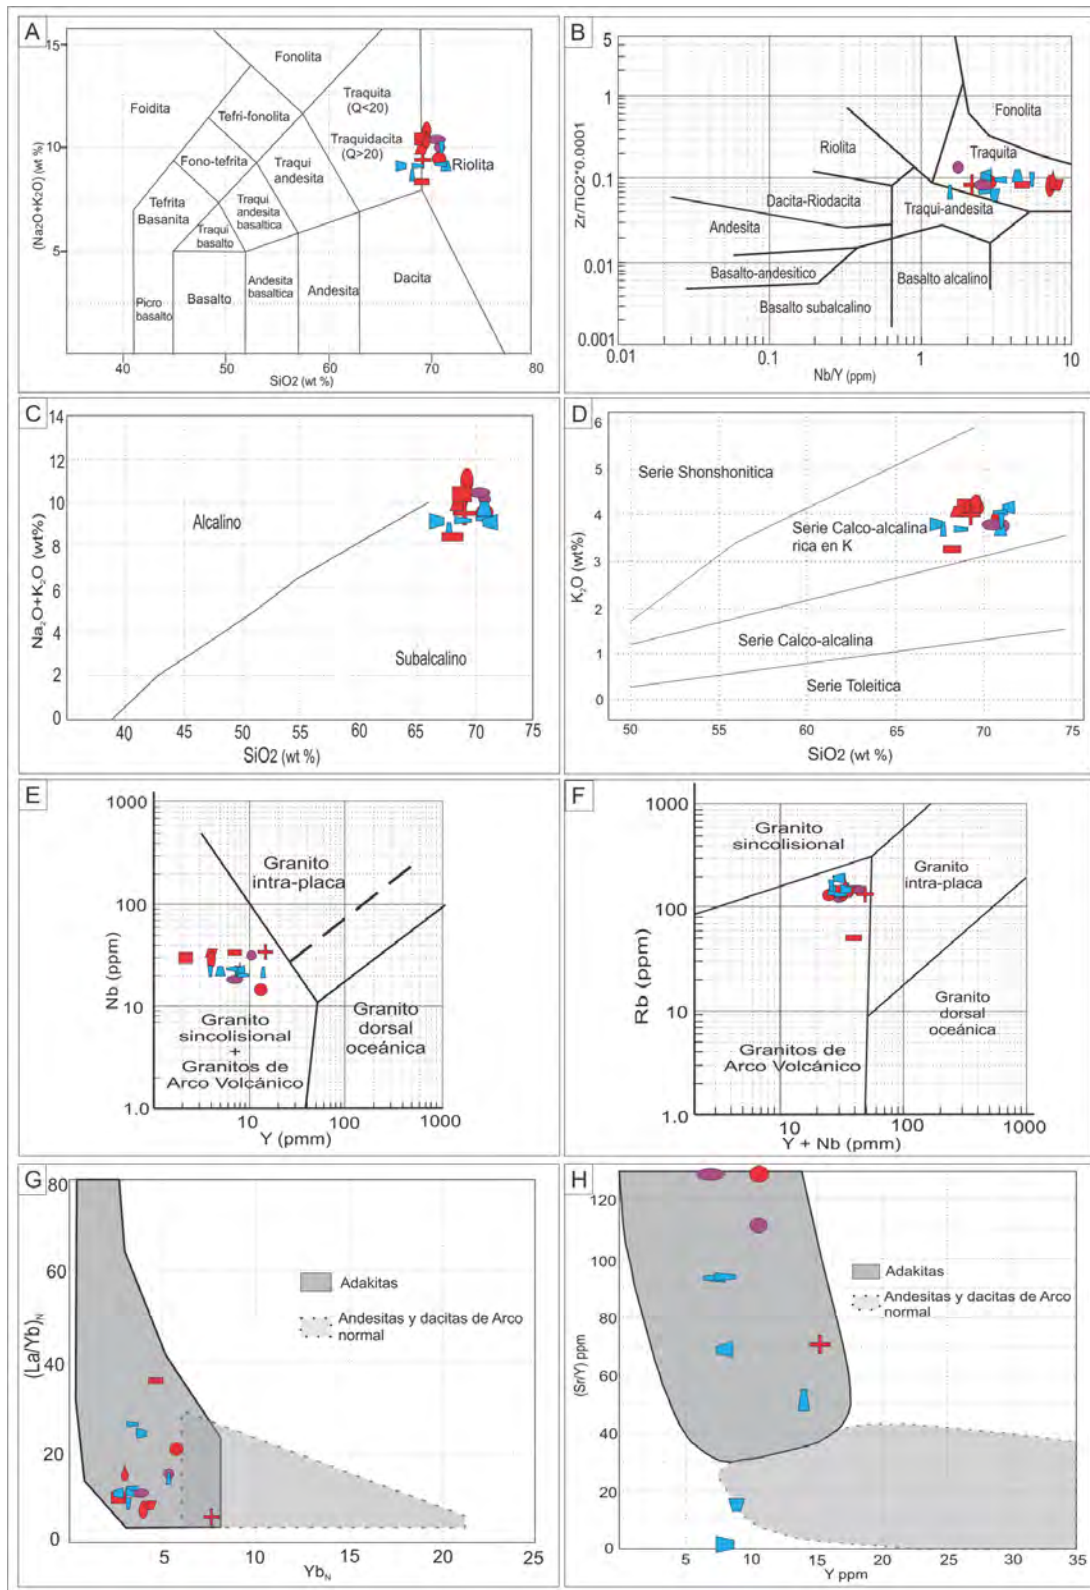 A
15
10
5
(Na2O+K2O) (wt %)
Foidita
Fonolita
Tefri-fonolita
Fono-tefrita
Tefrita
Basanita
Traqui
basalto
Traqui
andesita
basaltica
Traqui
andesita
Traquita
(Q<20)
Traquidacita
(Q>20)
Riolita
Picro
basalto
Basalto
Andesita
basaltica
Andesita
Dacita
40
50
60
70
80
SiO2 (wt %)
B
5
1
0.1
0.01
0.001
Zr/TiO2*0.0001
Fonolita
Riolita
Traquita
Dacita-Riodacita
Traqui-andesita
Andesita
Basalto-andesitico
Basalto alcalino
Basalto subalcalino
0.01
0.1
1
10
Nb/Y (ppm)
C
14
12
10
8
6
4
2
0
Na2O+K2O (wt%)
Alcalino
Subalcalino
40
45
50
55
60
65
70
75
SiO2 (wt %)
D
6
5
4
3
2
1
0
K2O (wt%)
Serie Shonshonitica
Serie Calco-alcalina
rica en K
Serie Calco-alcalina
Serie Toleitica
50
55
60
65
70
75
SiO2 (wt %)
E
1000
100
10
1.0
Nb (ppm)
Granito
intra-placa
Granito
sincolisional
+
Granitos de
Arco Volcánico
Granito
dorsal
oceánica
10
100
1000
Y (pmm)
F
1000
100
10
1.0
Rb (ppm)
Granito
sincolisional
Granito
intra-placa
Granito
dorsal
oceánica
Granitos de
Arco Volcánico
10
100
1000
Y + Nb (pmm)
G
80
60
40
20
0
(La/Yb)N
Adakitas
Andesitas y dacitas de Arco
normal
5
10
15
20
25
YbN
H
120
100
80
60
40
20
0
(Sr/Y) ppm
Adakitas
Andesitas y dacitas de Arco
normal
5
10
15
20
25
30
35
Y ppm